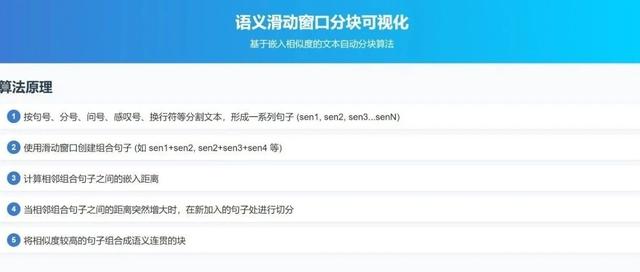 语义滑动窗口分块可视化
基于嵌入相似度的文本自动分块算法
算法原理
1 按句号、分号、问号、感叹号、换行符等分割文本，形成一系列句子 (sen1, sen2, sen3...senN)
2 使用滑动窗口创建组合句子 (如 sen1+sen2, sen2+sen3+sen4 等)
3 计算相邻组合句子之间的嵌入距离
4 当相邻组合句子之间的距离突然增大时，在新加入的句子处进行切分
5 将相似度较高的句子组合成语义连贯的块